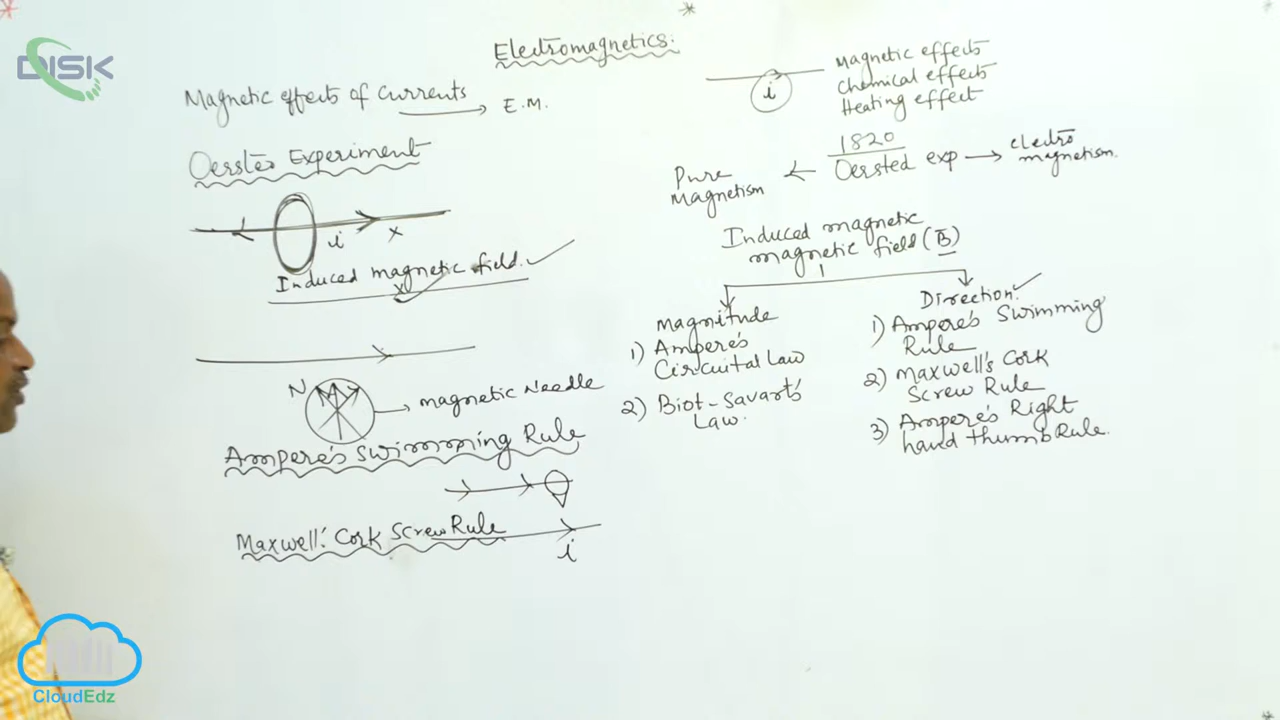 DISK
Electromagnetics.
Magnetic effects of Currents
E.M.
Oersted Experiment
i
x
Induced magnetic field.
N
magnetic Needle
Ampere's Swimming Rule
Maxwell's Cork Screw Rule
i
i
Magnetic effects
Chemical effects
Heating effect
1820
Oersted exp
electro
magnetism.
Pure
Magnetism
Induced magnetic
magnetic field (B)
Magnitude
1) Ampere's
Circuital Law
2) Biot-Savart's
Law.
Direction.
1) Ampere's Swimming
Rule
2) Maxwell's Cork
Screw Rule
3) Ampere's Right
hand thumb Rule.
CloudEdz